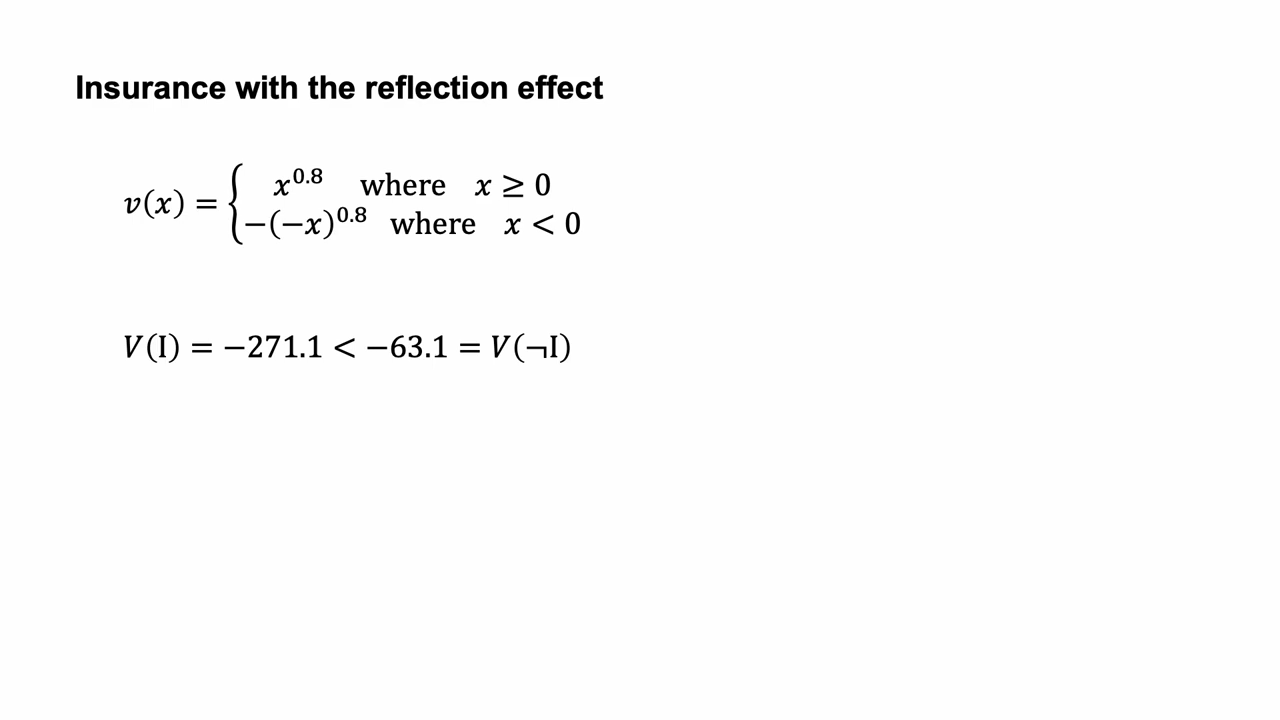 Insurance with the reflection effect
v(x) = { x^0.8 where x ≥ 0
−(−x)^0.8 where x < 0
V(I) = −271.1 < −63.1 = V(¬I)